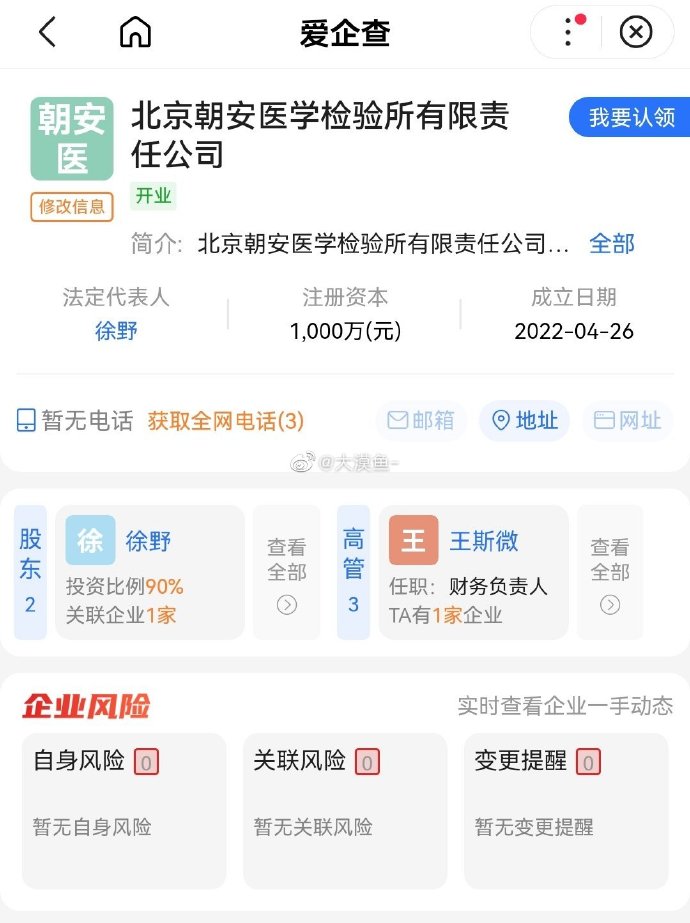 爱企查
朝安
医
北京朝安医学检验所有限责
任公司
我要认领
开业
修改信息
简介: 北京朝安医学检验所有限责任公司... 全部
法定代表人 注册资本 成立日期
徐野 1,000万(元) 2022-04-26
暂无电话 获取全网电话(3) 邮箱 地址 网址
@大漠鱼-
股东 2
徐 徐野
投资比例90%
关联企业1家
查看
全部
高管 3
王 王斯微
任职: 财务负责人
TA有1家企业
查看
全部
企业风险 实时查看企业一手动态
自身风险 0 关联风险 0 变更提醒 0
暂无自身风险 暂无关联风险 暂无变更提醒